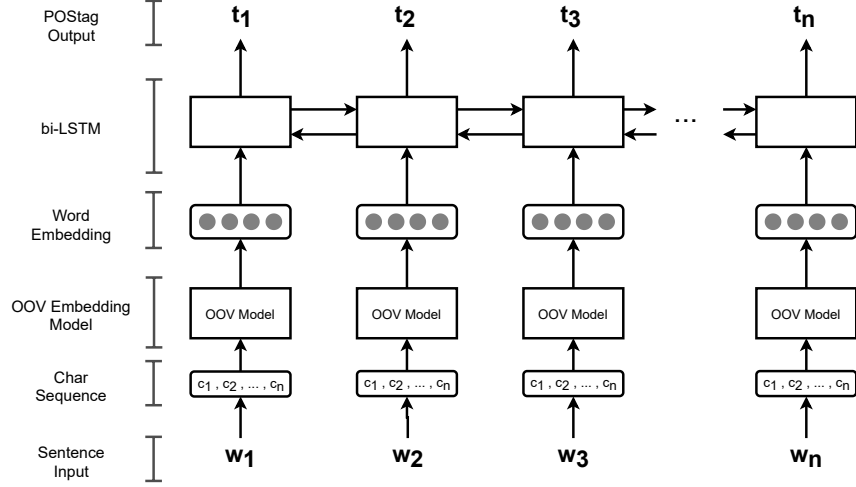 POStag
Output
t1 t2 t3 tn
bi-LSTM
...
Word
Embedding
OOV Embedding
Model
OOV Model OOV Model OOV Model OOV Model
Char
Sequence
c1 , c2 , ... , cn c1 , c2 , ... , cn c1 , c2 , ... , cn c1 , c2 , ... , cn
Sentence
Input
w1 w2 w3 wn